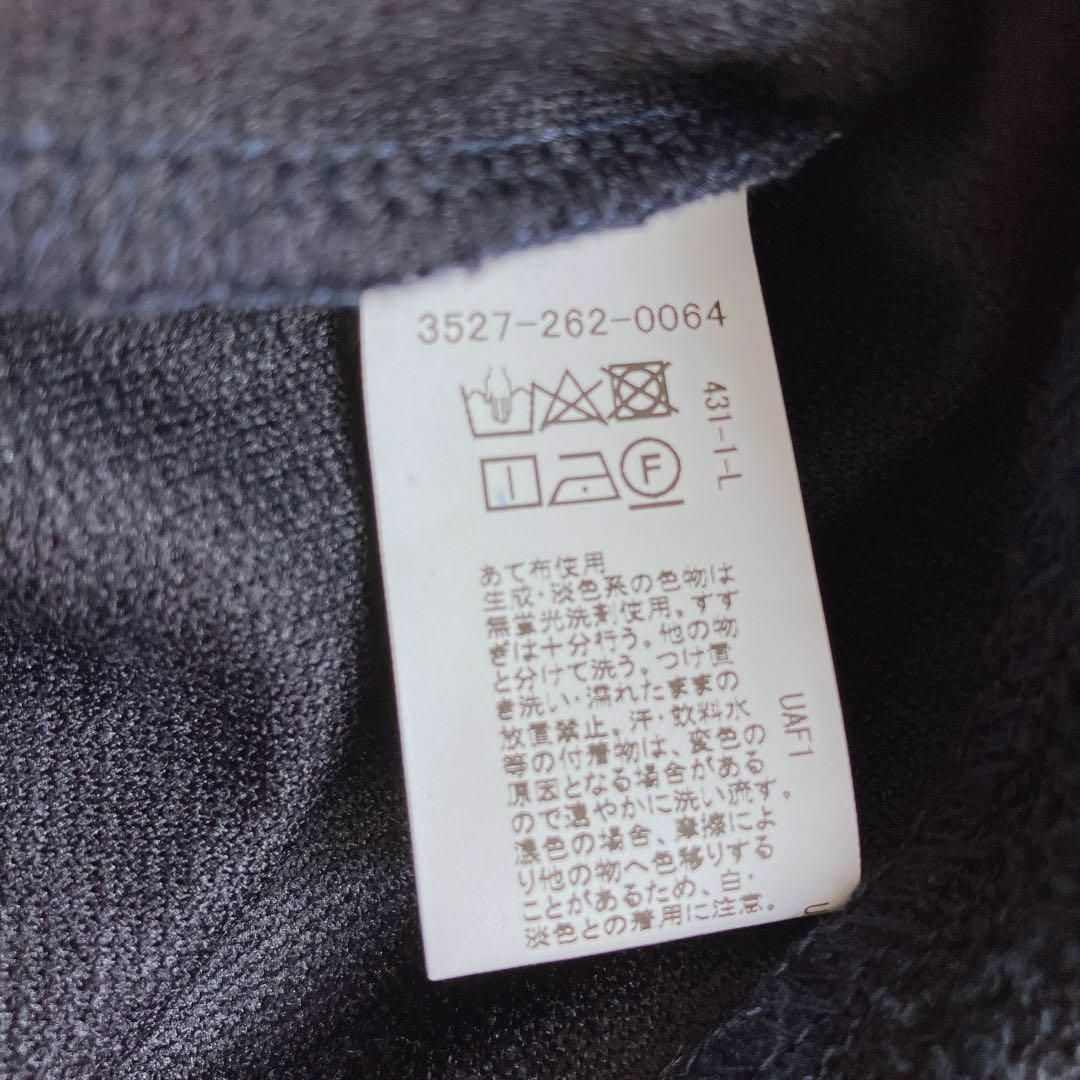 3527-262-0064
431-1-L
F
あて布使用
生成・淡色系の色物は
無蛍光洗剤使用。すす
ぎは十分行う。他の物
と分けて洗う。つけ置
き洗い・濡れたままの
放置禁止。汗・飲料水
等の付着物は、変色の
原因となる場合がある
ので速やかに洗い流す。
濃色の場合、摩擦によ
り他の物へ色移りする
ことがあるため、白・
淡色との着用に注意。
UAF1